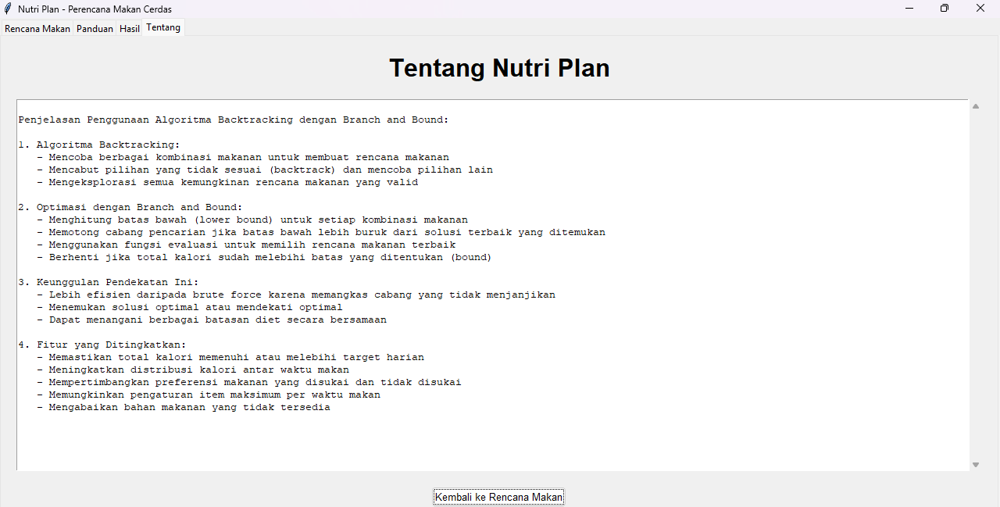 Nutri Plan - Perencana Makan Cerdas
Rencana Makan Panduan Hasil Tentang
Tentang Nutri Plan
Penjelasan Penggunaan Algoritma Backtracking dengan Branch and Bound:
1. Algoritma Backtracking:
- Mencoba berbagai kombinasi makanan untuk membuat rencana makanan
- Mencabut pilihan yang tidak sesuai (backtrack) dan mencoba pilihan lain
- Mengeksplorasi semua kemungkinan rencana makanan yang valid
2. Optimasi dengan Branch and Bound:
- Menghitung batas bawah (lower bound) untuk setiap kombinasi makanan
- Memotong cabang pencarian jika batas bawah lebih buruk dari solusi terbaik yang ditemukan
- Menggunakan fungsi evaluasi untuk memilih rencana makanan terbaik
- Berhenti jika total kalori sudah melebihi batas yang ditentukan (bound)
3. Keunggulan Pendekatan Ini:
- Lebih efisien daripada brute force karena memangkas cabang yang tidak menjanjikan
- Menemukan solusi optimal atau mendekati optimal
- Dapat menangani berbagai batasan diet secara bersamaan
4. Fitur yang Ditingkatkan:
- Memastikan total kalori memenuhi atau melebihi target harian
- Meningkatkan distribusi kalori antar waktu makan
- Mempertimbangkan preferensi makanan yang disukai dan tidak disukai
- Memungkinkan pengaturan item maksimum per waktu makan
- Mengabaikan bahan makanan yang tidak tersedia
Kembali ke Rencana Makan